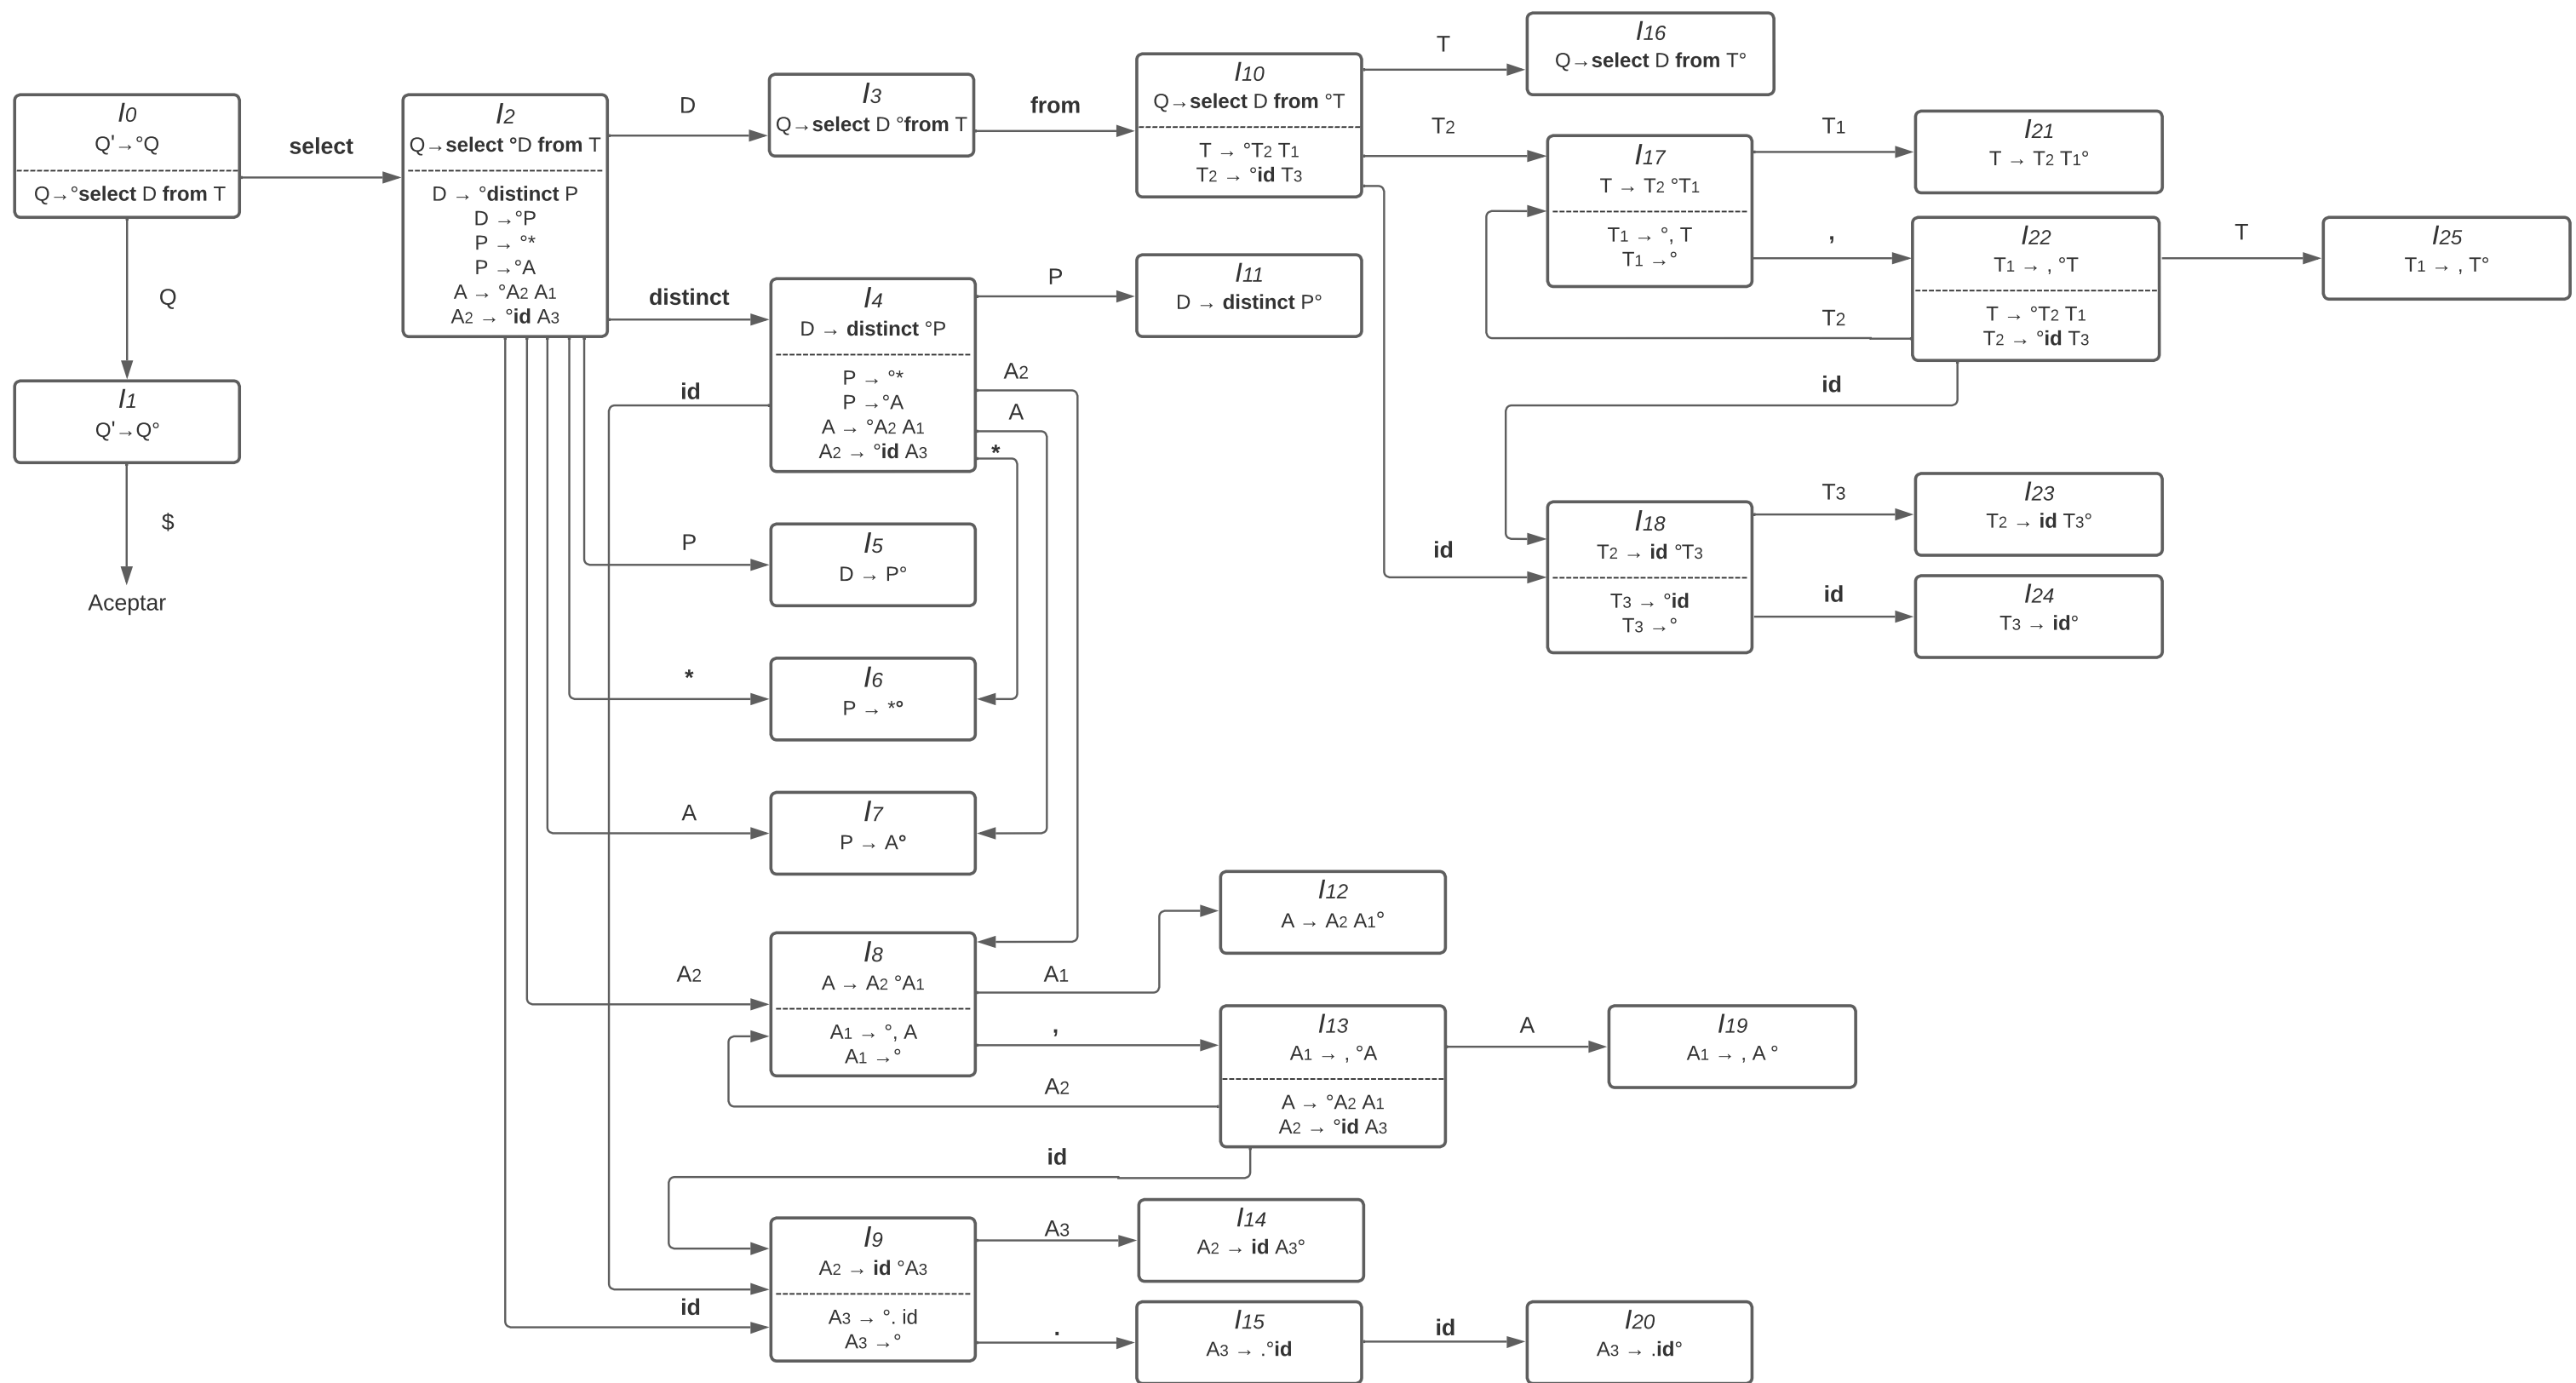 I0
Q'→°Q
Q→°select D from T
select
Q
I1
Q'→Q°
$
Aceptar
I2
Q→select °D from T
D → °distinct P
D →°P
P → °*
P →°A
A → °A2 A1
A2 → °id A3
D
distinct
id
P
*
A
A2
id
I3
Q→select D °from T
from
I4
D → distinct °P
P → °*
P →°A
A → °A2 A1
A2 → °id A3
P
A2
A
*
I5
D → P°
I6
P → *°
I7
P → A°
I8
A → A2 °A1
A1 → °, A
A1 →°
A1
,
A2
id
I9
A2 → id °A3
A3 → °. id
A3 →°
A3
.
I10
Q→select D from °T
T → °T2 T1
T2 → °id T3
T
T2
id
I11
D → distinct P°
I12
A → A2 A1°
I13
A1 → , °A
A → °A2 A1
A2 → °id A3
A
I14
A2 → id A3°
I15
A3 → .°id
id
I16
Q→select D from T°
I17
T → T2 °T1
T1 → °, T
T1 →°
T1
,
T2
id
I18
T2 → id °T3
T3 → °id
T3 →°
T3
id
I19
A1 → , A °
I20
A3 → .id°
I21
T → T2 T1°
I22
T1 → , °T
T → °T2 T1
T2 → °id T3
T
I23
T2 → id T3°
I24
T3 → id°
I25
T1 → , T°